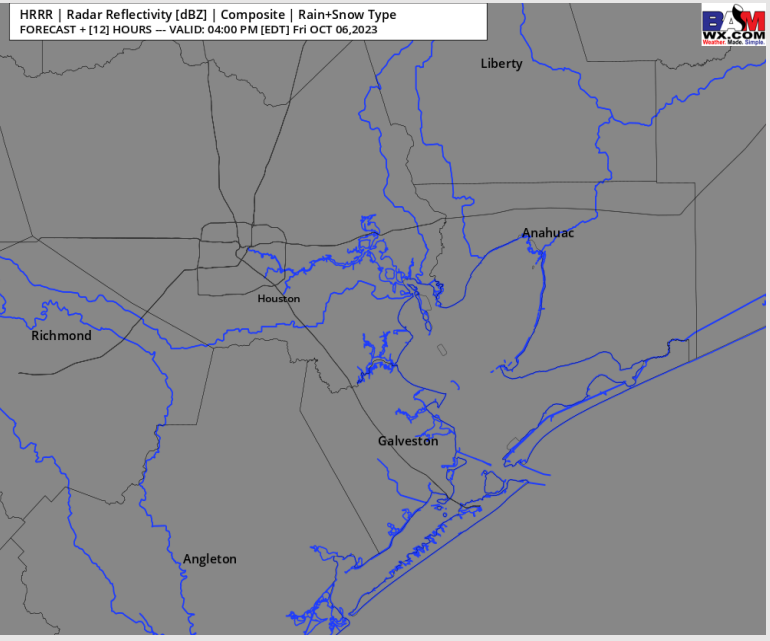 HRRR | Radar Reflectivity [dBZ] | Composite | Rain+Snow Type
FORECAST + [12] HOURS --- VALID: 04:00 PM [EDT] Fri OCT 06,2023
BAM
WX.COM
Weather. Made. Simple.
Liberty
Anahuac
Houston
Richmond
Galveston
Angleton